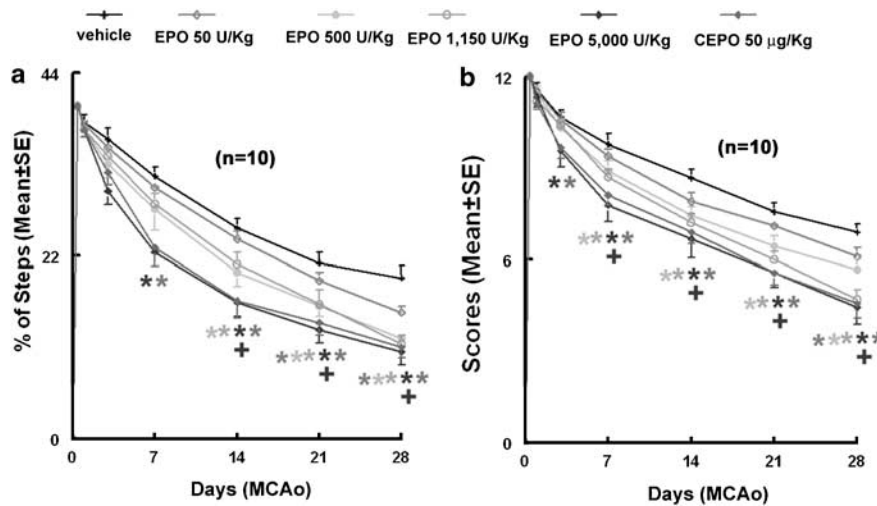 vehicle EPO 50 U/Kg EPO 500 U/Kg EPO 1,150 U/Kg EPO 5,000 U/Kg CEPO 50 µg/Kg
a
44
22
0
% of Steps (Mean±SE)
(n=10)
**
*****
+
*****
+
*****
+
0 7 14 21 28
Days (MCAo)
b
12
6
0
Scores (Mean±SE)
(n=10)
**
****
+
****
+
****
+
*****
+
0 7 14 21 28
Days (MCAo)